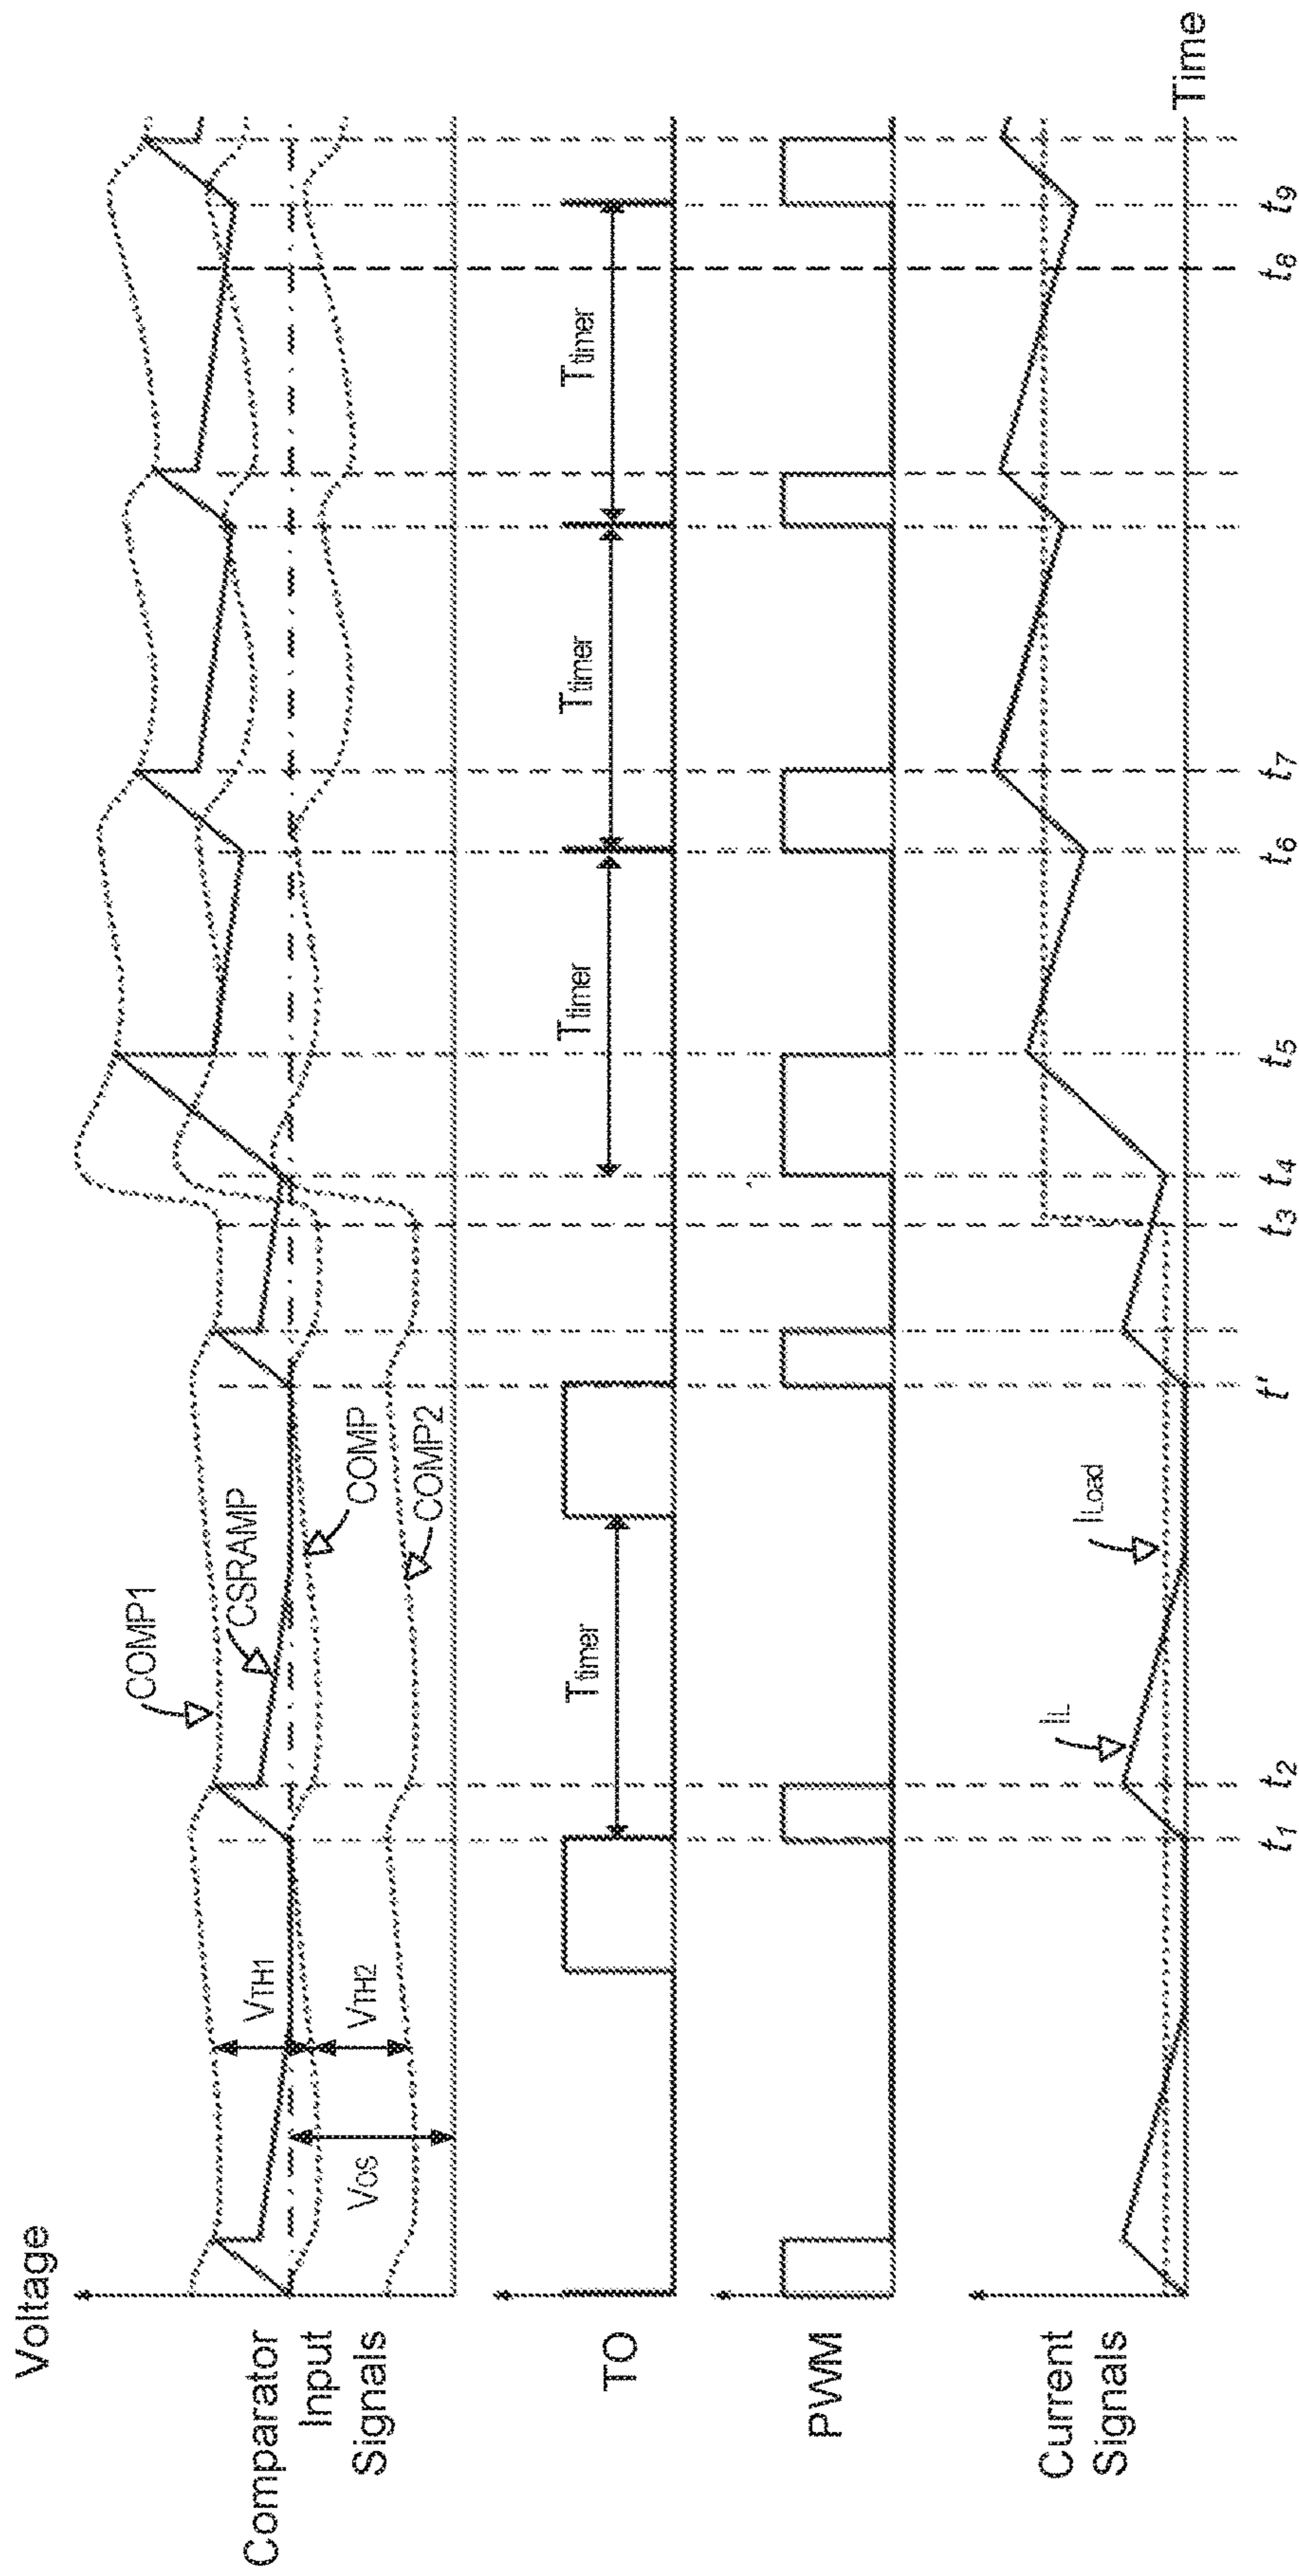 Voltage
Comparator
Input
Signals
COMP1
CSRAMP
COMP
COMP2
VTH1
VTH2
VOS
TO
Ttimer
Ttimer
Ttimer
Ttimer
PWM
Current
Signals
IL
ILoad
Time
t1
t2
t'
t3
t4
t5
t6
t7
t8
t9